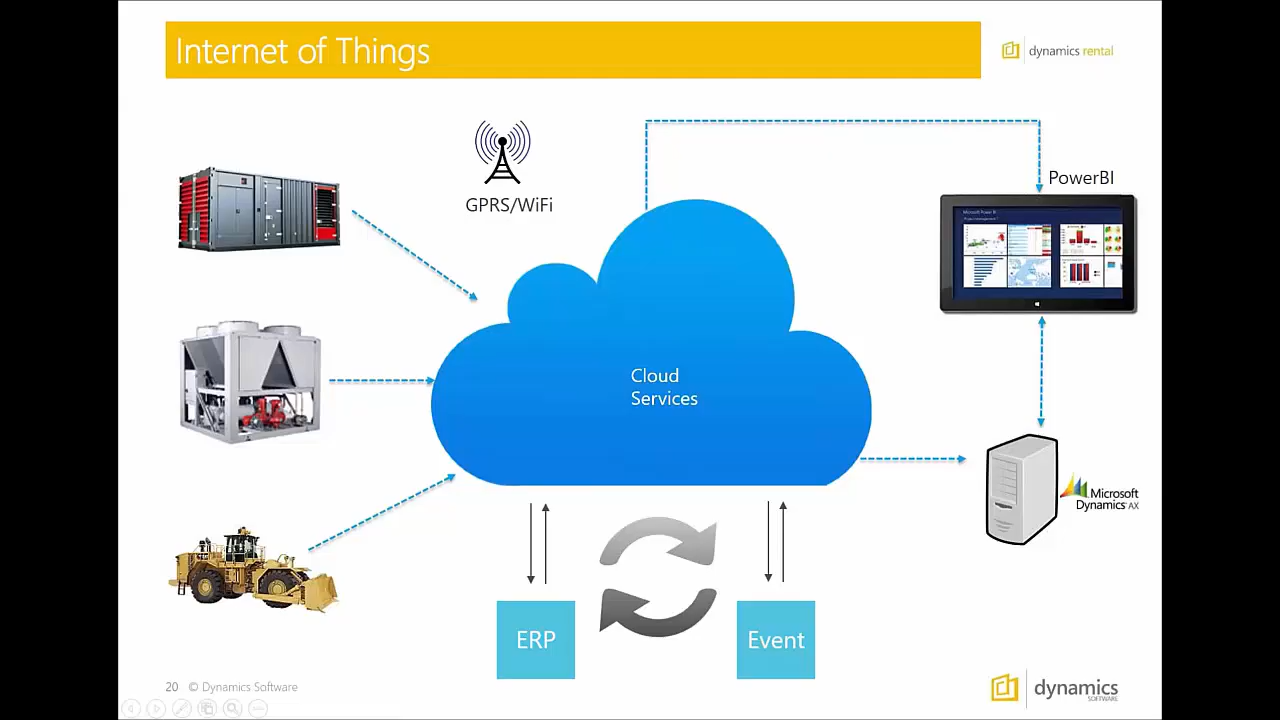 Internet of Things
dynamics rental
GPRS/WiFi
PowerBI
Cloud
Services
Microsoft
Dynamics AX
ERP
Event
20 © Dynamics Software
dynamics
SOFTWARE